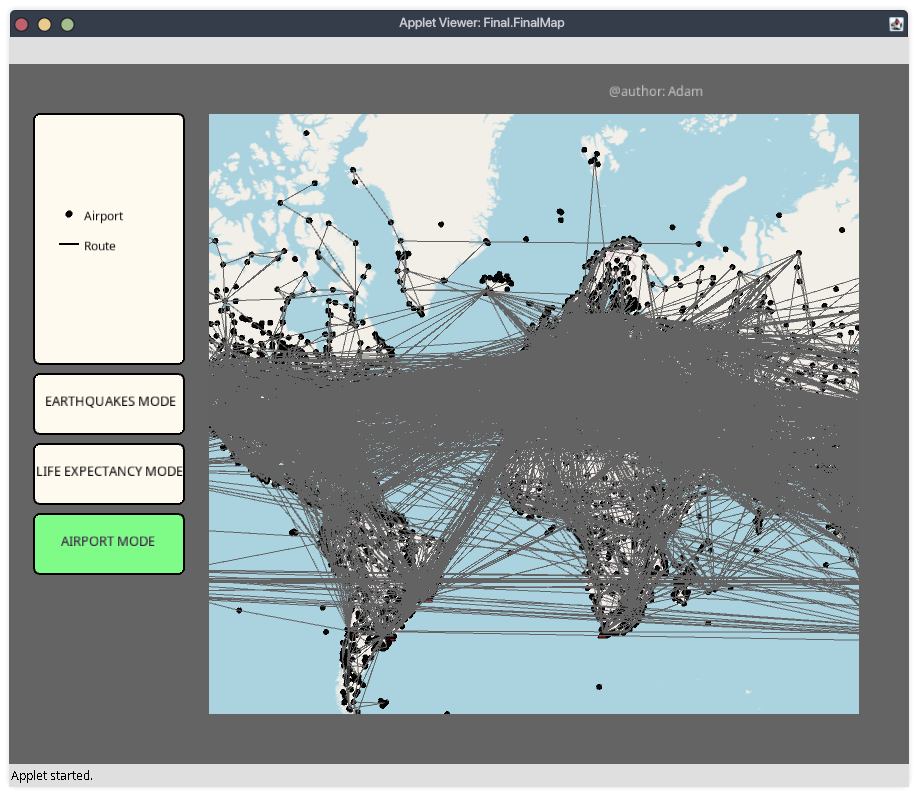 Applet Viewer: Final.FinalMap
@author: Adam
Airport
Route
EARTHQUAKES MODE
LIFE EXPECTANCY MODE
AIRPORT MODE
Applet started.